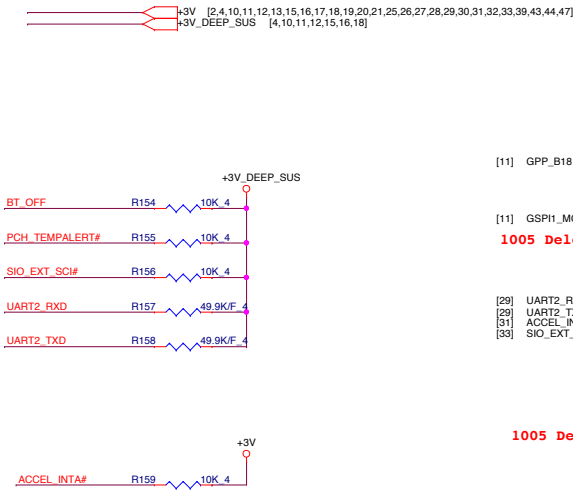 +3V [2,4,10,11,12,13,15,16,17,18,19,20,21,25,26,27,28,29,30,31,32,33,39,43,44,47]
+3V_DEEP_SUS [4,10,11,12,15,16,18]
[11] GPP_B18
+3V_DEEP_SUS
BT_OFF R154 10K_4
[11] GSPI1_MO
PCH_TEMPALERT# R155 10K_4
1005 Dele
SIO_EXT_SCI# R156 10K_4
[29] UART2_R
UART2_RXD R157 49.9K/F_4
[29] UART2_T
[31] ACCEL_IN
[33] SIO_EXT_
UART2_TXD R158 49.9K/F_4
1005 De
+3V
ACCEL_INTA# R159 10K_4